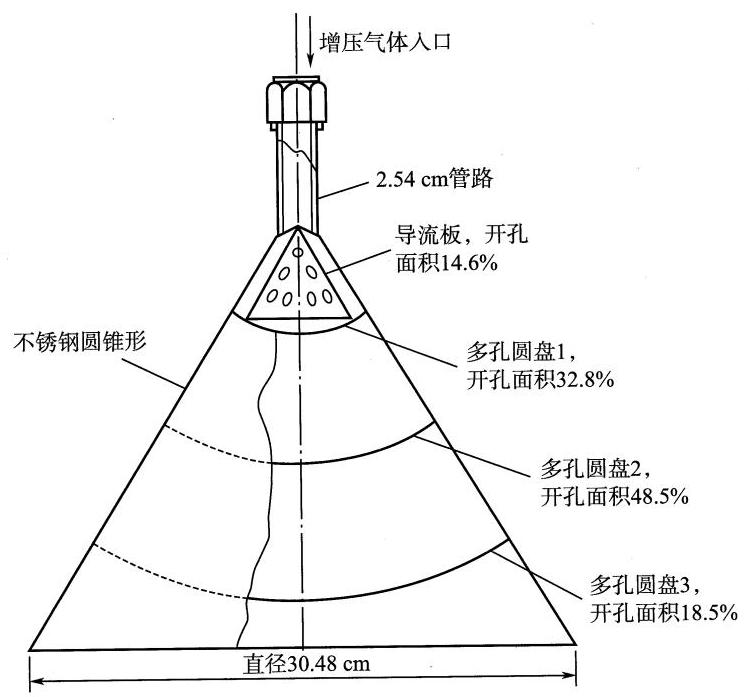 增压气体入口
2.54 cm管路
导流板，开孔
面积14.6%
不锈钢圆锥形
多孔圆盘1，
开孔面积32.8%
多孔圆盘2，
开孔面积48.5%
多孔圆盘3，
开孔面积18.5%
直径30.48 cm